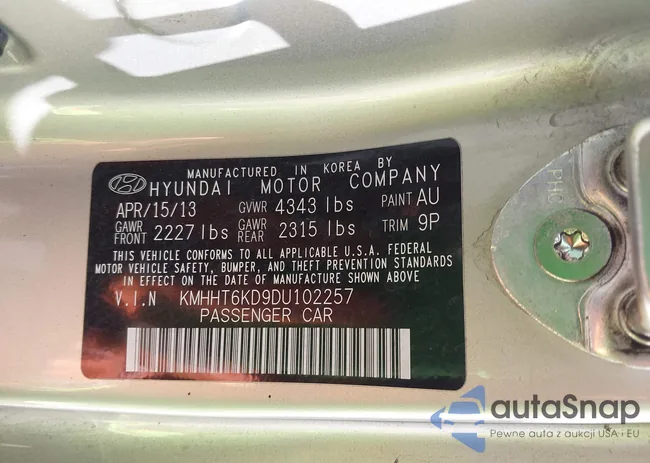 MANUFACTURED IN KOREA BY
HYUNDAI MOTOR COMPANY
APR/15/13 GVWR 4343 lbs PAINT AU
GAWR FRONT 2227 lbs GAWR REAR 2315 lbs TRIM 9P
THIS VEHICLE CONFORMS TO ALL APPLICABLE U.S.A. FEDERAL
MOTOR VEHICLE SAFETY, BUMPER, AND THEFT PREVENTION STANDARDS
IN EFFECT ON THE DATE OF MANUFACTURE SHOWN ABOVE.
V.I.N KMHHT6KD9DU102257
PASSENGER CAR
PHC
autoSnap
Pewne auta z aukcji USA i EU